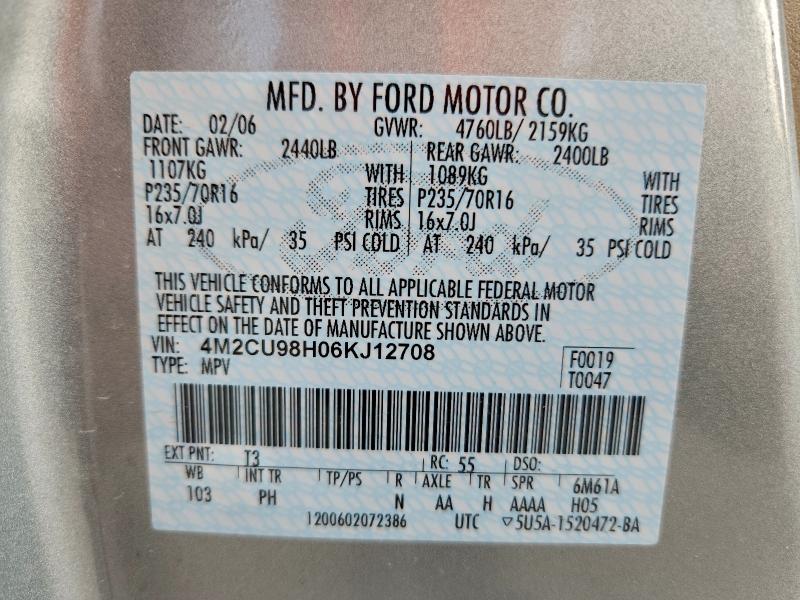 MFD. BY FORD MOTOR CO.
DATE: 02/06 GVWR: 4760LB/ 2159KG
FRONT GAWR: 2440LB REAR GAWR: 2400LB
1107KG WITH 1089KG WITH
P235/70R16 TIRES P235/70R16 TIRES
16x7.0J RIMS 16x7.0J RIMS
AT 240 kPa/ 35 PSI COLD AT 240 kPa/ 35 PSI COLD
THIS VEHICLE CONFORMS TO ALL APPLICABLE FEDERAL MOTOR
VEHICLE SAFETY AND THEFT PREVENTION STANDARDS IN
EFFECT ON THE DATE OF MANUFACTURE SHOWN ABOVE.
VIN: 4M2CU98H06KJ12708 F0019
TYPE: MPV T0047
EXT PNT: T3 RC: 55 DSO:
WB INT TR TP/PS R AXLE TR SPR 6M61A
103 PH N AA H AAAA H05
1200602072386 UTC ▽5U5A-1520472-BA